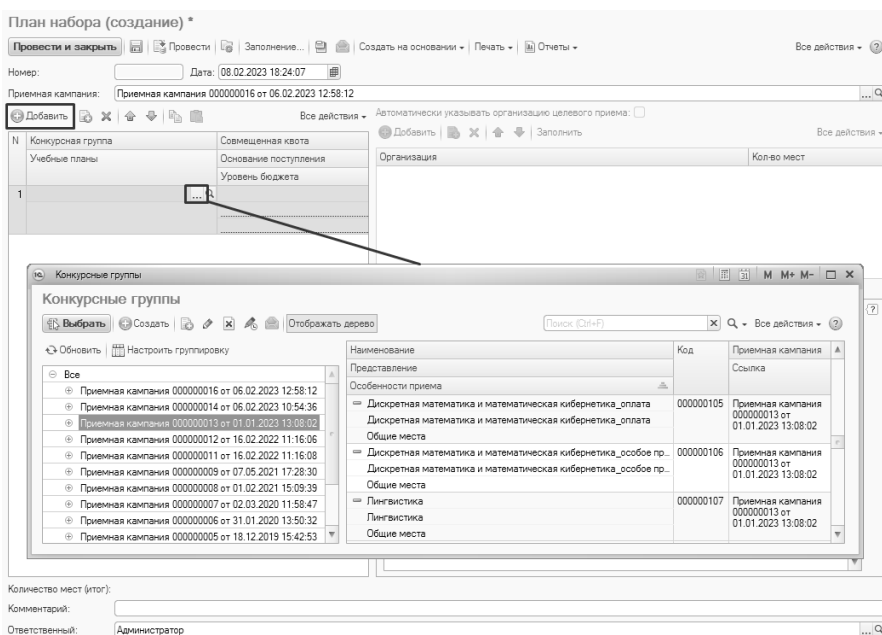 План набора (создание) *
Провести и закрыть Провести Заполнение... Создать на основании Печать Отчеты Все действия ?
Номер: Дата: 08.02.2023 18:24:07
Приемная кампания: Приемная кампания 000000016 от 06.02.2023 12:58:12 ...
Добавить Все действия
Автоматически указывать организацию целевого приема:
Добавить Заполнить Все действия
N Конкурсная группа Совмещенная квота
Учебные планы Основание поступления
Уровень бюджета
Организация Кол-во мест
1 ...
1С Конкурсные группы 31 M M+ M-
Конкурсные группы
?
Выбрать Создать Отображать дерево Поиск (Ctrl+F) Все действия ?
Обновить Настроить группировку
Все
Приемная кампания 000000016 от 06.02.2023 12:58:12
Приемная кампания 000000014 от 06.02.2023 10:54:36
Приемная кампания 000000013 от 01.01.2023 13:08:02
Приемная кампания 000000012 от 16.02.2022 11:16:06
Приемная кампания 000000011 от 16.02.2022 11:16:08
Приемная кампания 000000009 от 07.05.2021 17:28:30
Приемная кампания 000000008 от 01.02.2021 15:09:39
Приемная кампания 000000007 от 02.03.2020 11:58:47
Приемная кампания 000000006 от 31.01.2020 13:50:32
Приемная кампания 000000005 от 18.12.2019 15:42:53
Наименование Код Приемная кампания
Представление Ссылка
Особенности приема
Дискретная математика и математическая кибернетика_оплата 000000105 Приемная кампания
Дискретная математика и математическая кибернетика_оплата 000000013 от
Общие места 01.01.2023 13:08:02
Дискретная математика и математическая кибернетика_особое пр... 000000106 Приемная кампания
Дискретная математика и математическая кибернетика_особое пр... 000000013 от
Общие места 01.01.2023 13:08:02
Лингвистика 000000107 Приемная кампания
Лингвистика 000000013 от
Общие места 01.01.2023 13:08:02
Количество мест (итог):
Комментарий:
Ответственный: Администратор ...